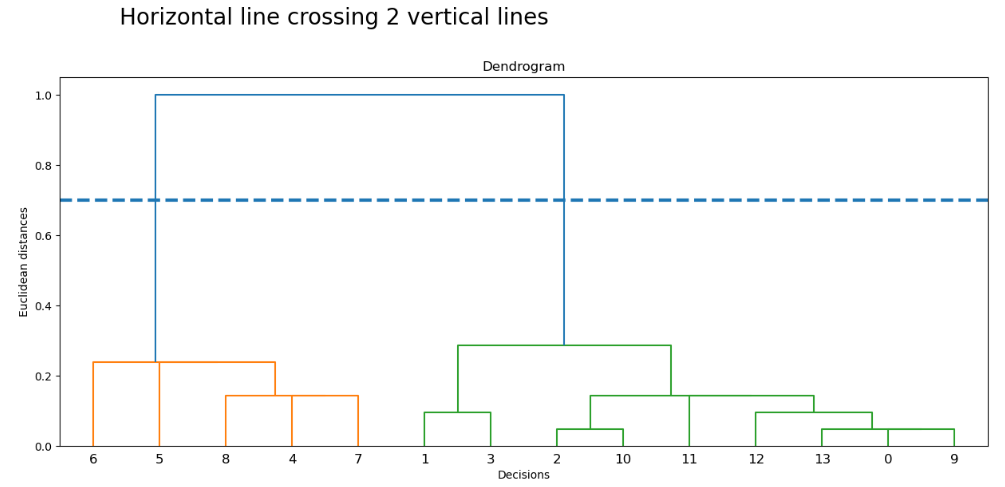 Horizontal line crossing 2 vertical lines
Dendrogram
1.0
0.8
0.6
0.4
0.2
0.0
Euclidean distances
6 5 8 4 7 1 3 2 10 11 12 13 0 9
Decisions